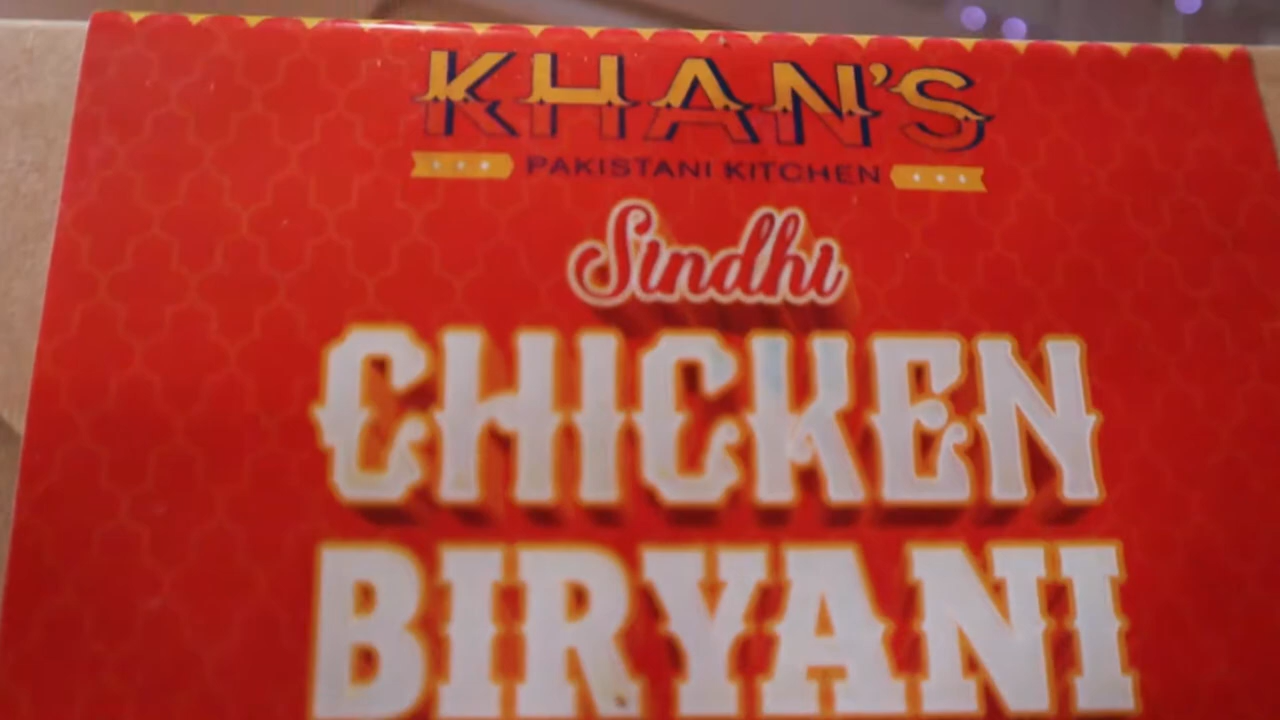 KHAN'S
PAKISTANI KITCHEN
Sindhi
CHICKEN
BIRYANI